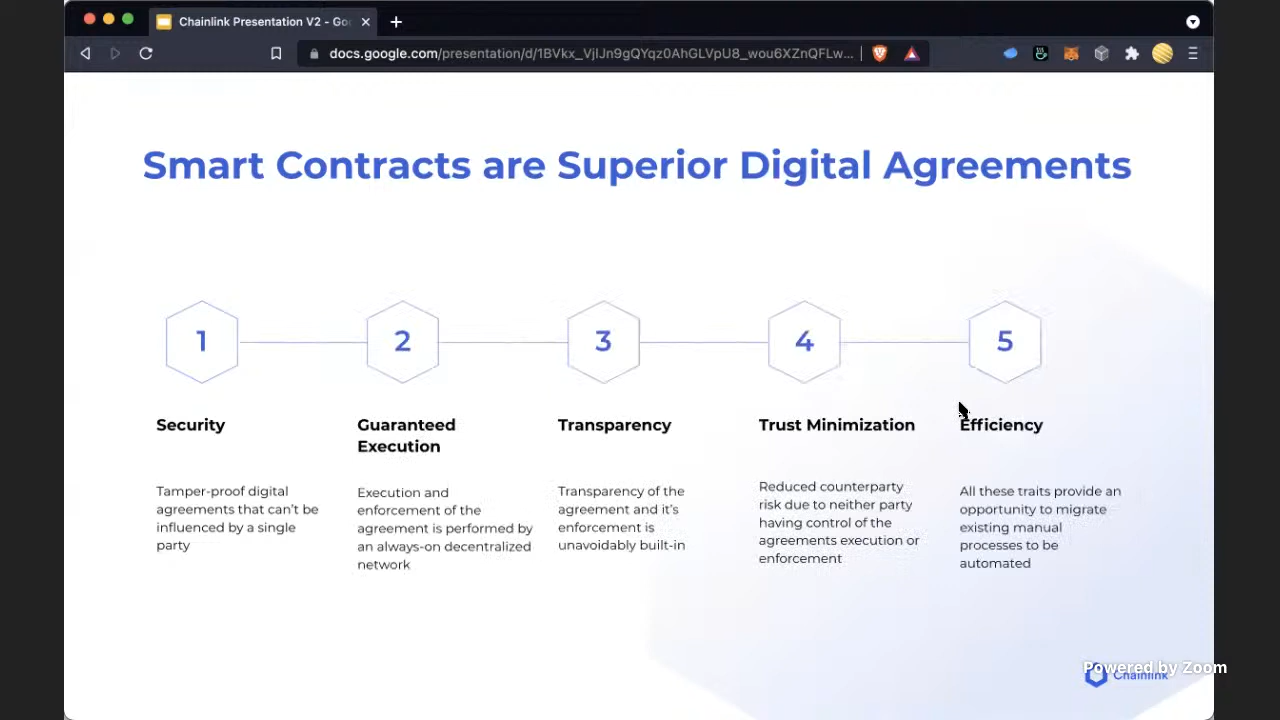 Chainlink Presentation V2 - Go
docs.google.com/presentation/d/1BVkx_VjlJn9gQYqz0AhGLVpU8_wou6XZnQFLw...
Smart Contracts are Superior Digital Agreements
1
2
3
4
5
Security
Tamper-proof digital
agreements that can't be
influenced by a single
party
Guaranteed
Execution
Execution and
enforcement of the
agreement is performed by
an always-on decentralized
network
Transparency
Transparency of the
agreement and it's
enforcement is
unavoidably built-in
Trust Minimization
Reduced counterparty
risk due to neither party
having control of the
agreements execution or
enforcement
Efficiency
All these traits provide an
opportunity to migrate
existing manual
processes to be
automated
Powered by Zoom
Chainlink